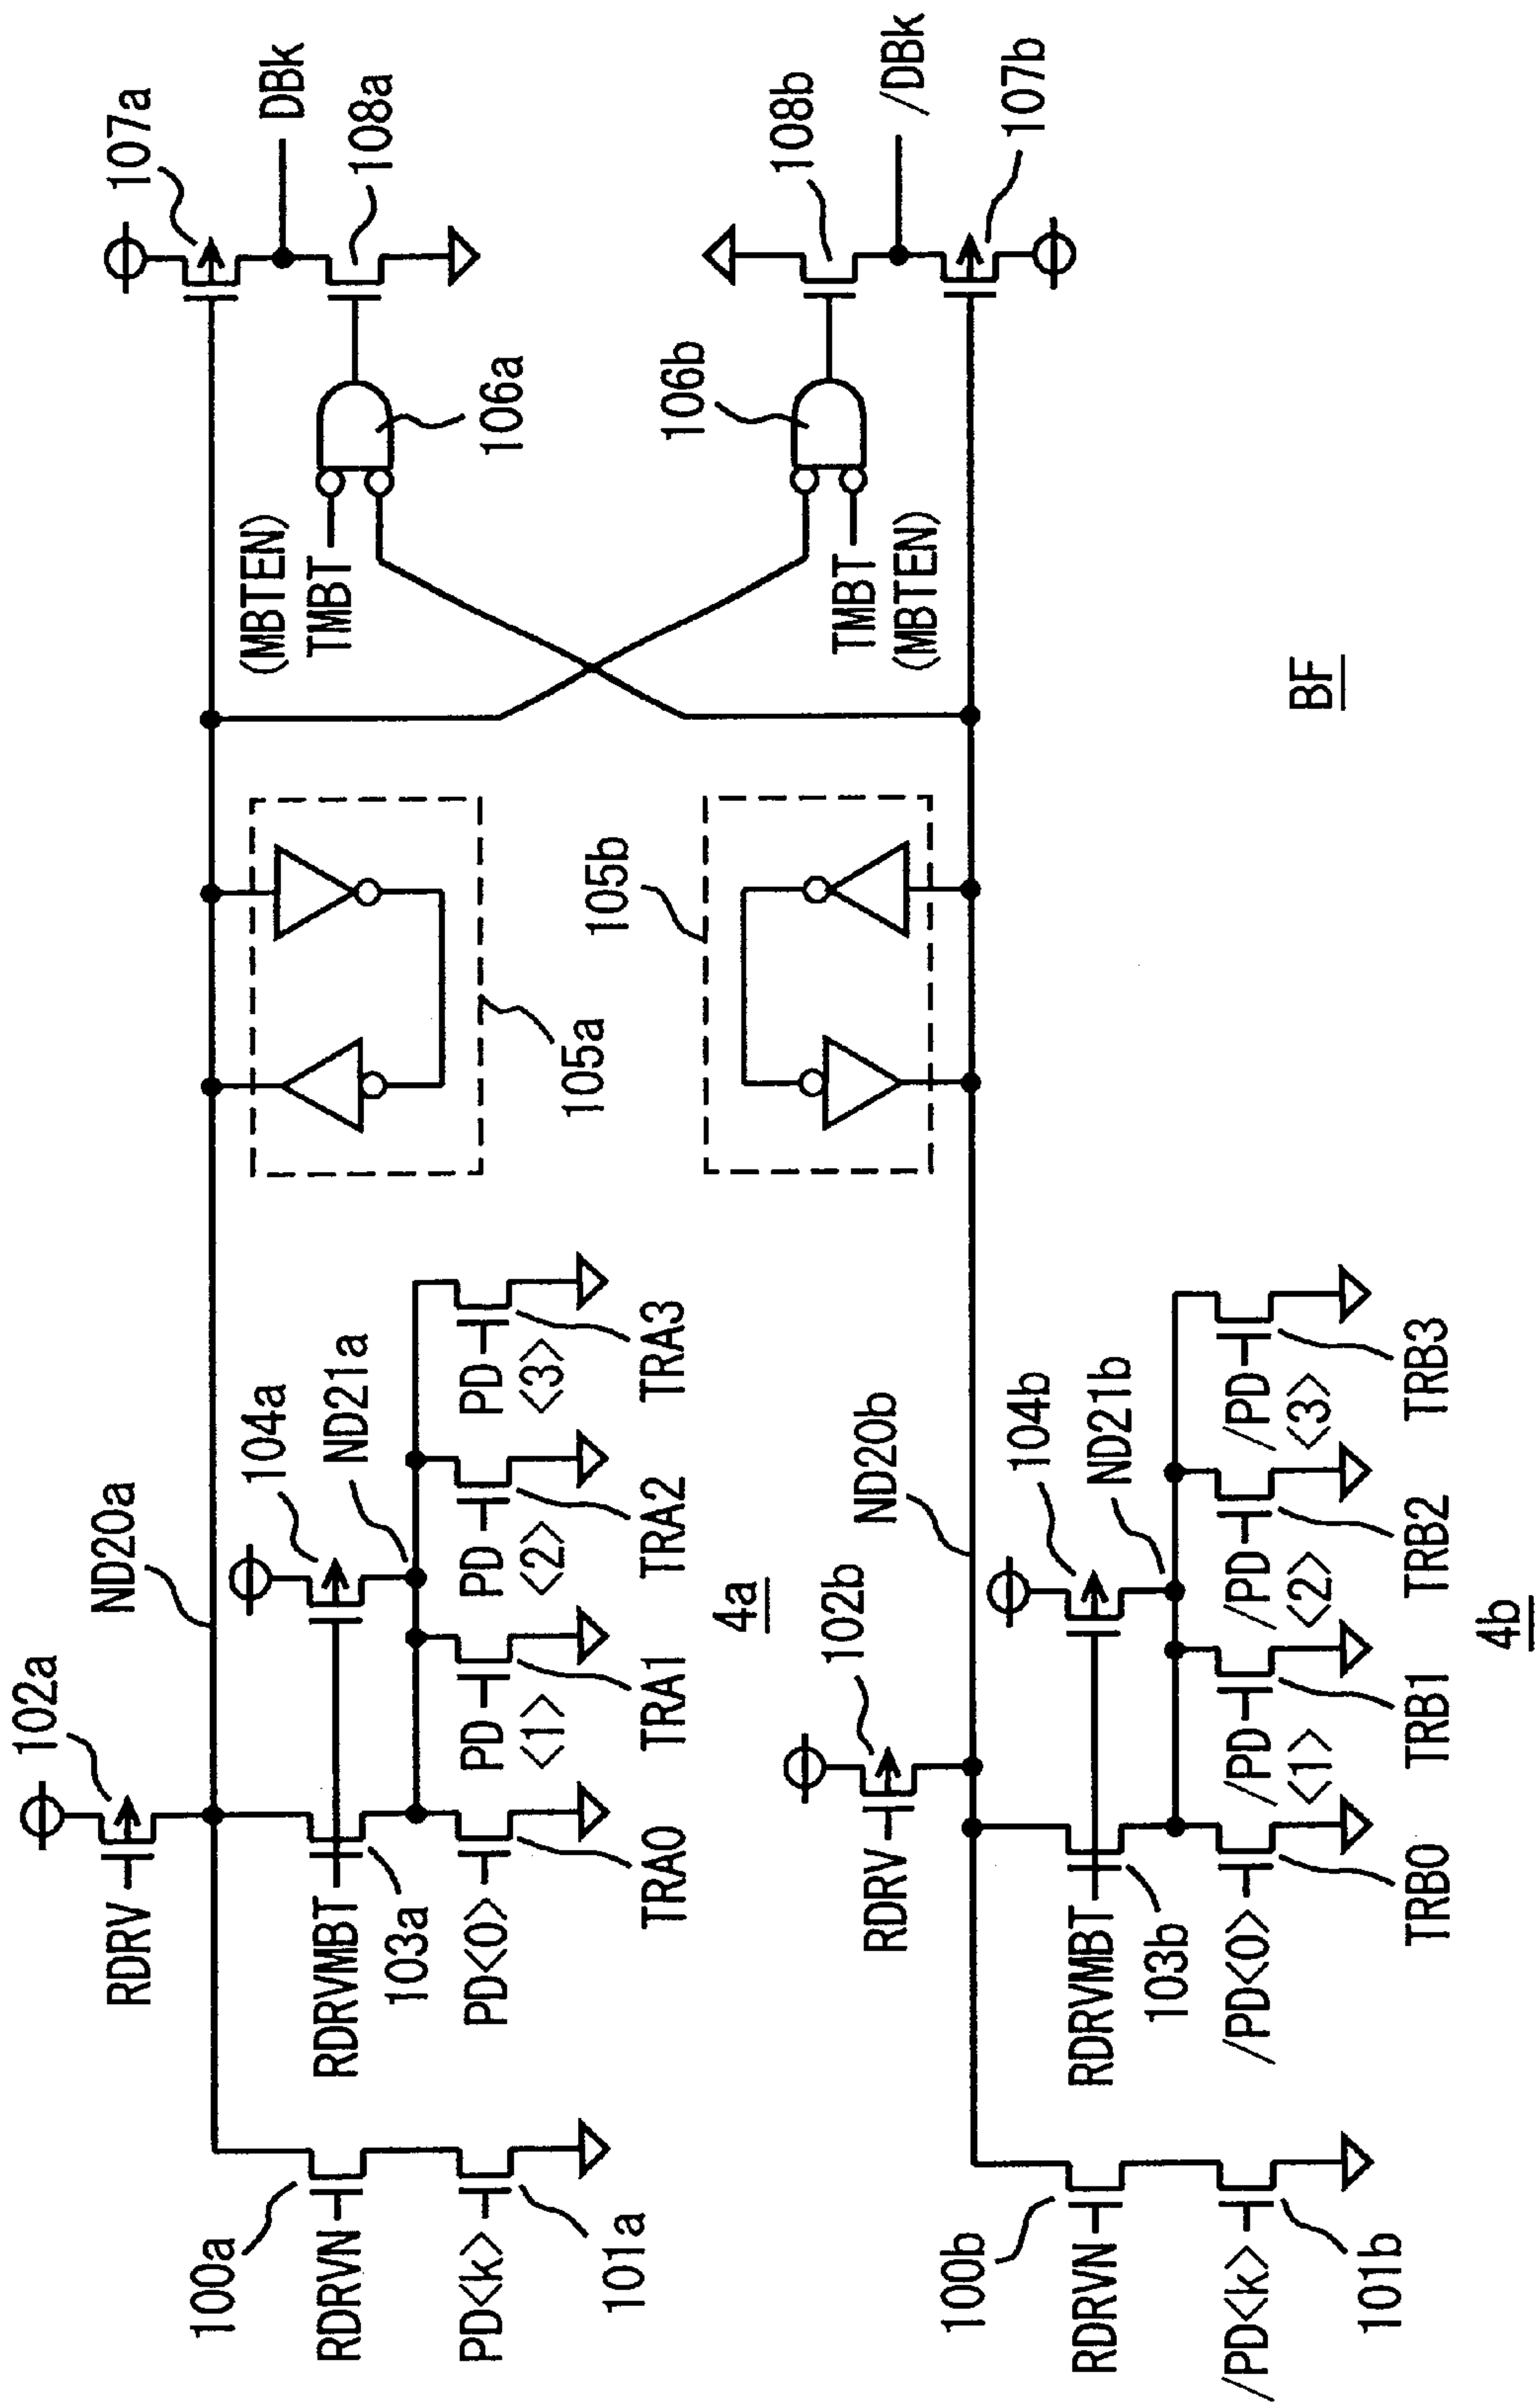 102a
RDRV
ND20a
107a
DBk
108a
(MBTEN)
TMBT
106a
100a
RDRVN
PD<k>
101a
RDRVMBT
103a
PD<0>
TRA0
104a
ND21a
PD
<1>
TRA1
PD
<2>
TRA2
PD
<3>
TRA3
105a
4a
102b
RDRV
ND20b
105b
106b
TMBT
(MBTEN)
108b
/DBk
107b
100b
RDRVN
/PD<k>
101b
RDRVMBT
103b
/PD<0>
TRB0
104b
ND21b
/PD
<1>
TRB1
/PD
<2>
TRB2
/PD
<3>
TRB3
4b
BF